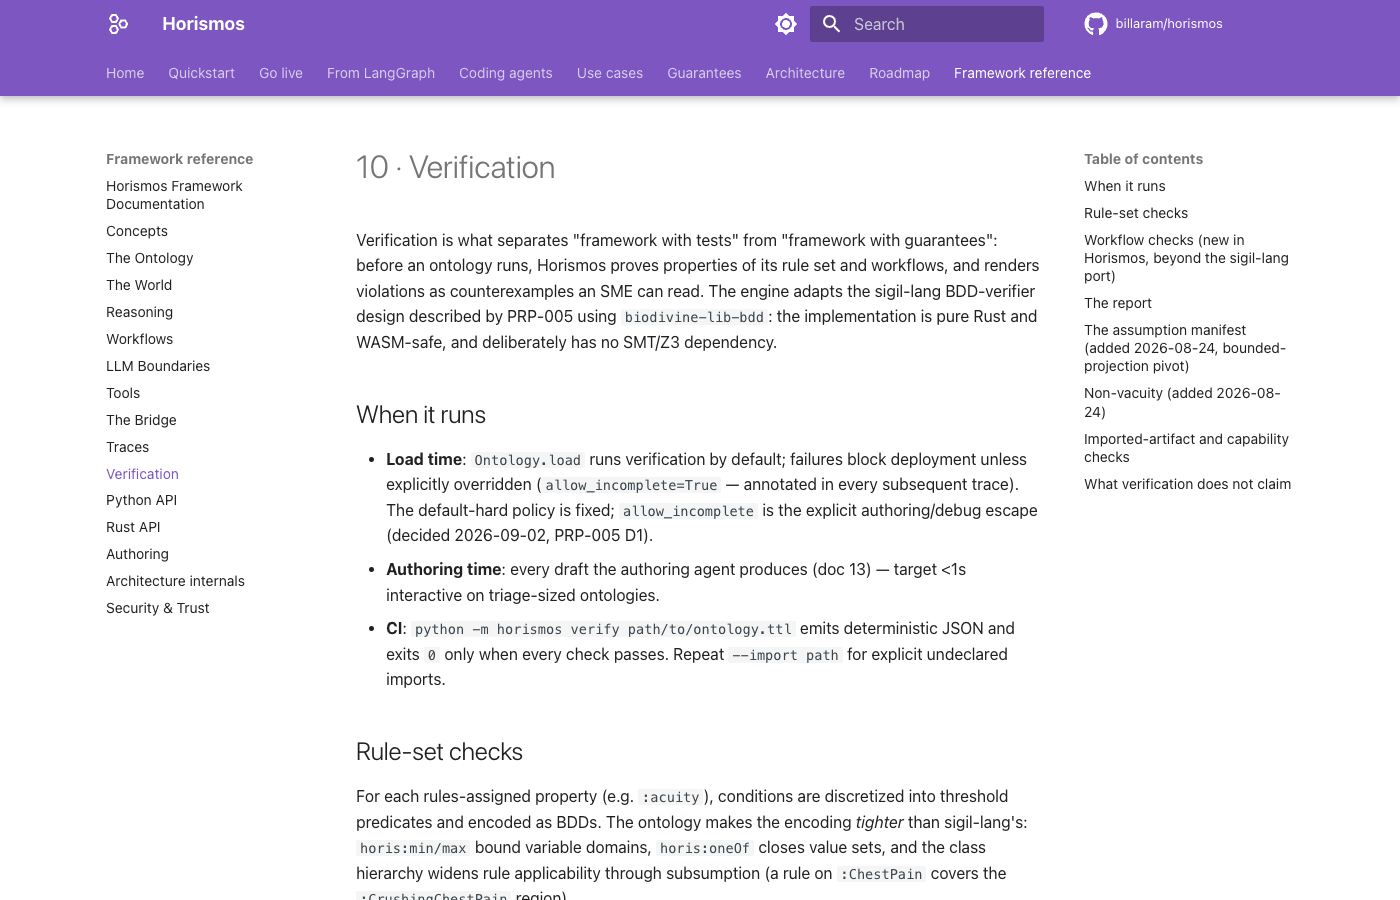 Horismos
Search
billaram/horismos
Home
Quickstart
Go live
From LangGraph
Coding agents
Use cases
Guarantees
Architecture
Roadmap
Framework reference
Framework reference
Horismos Framework
Documentation
Concepts
The Ontology
The World
Reasoning
Workflows
LLM Boundaries
Tools
The Bridge
Traces
Verification
Python API
Rust API
Authoring
Architecture internals
Security & Trust
10 · Verification
Verification is what separates "framework with tests" from "framework with guarantees":
before an ontology runs, Horismos proves properties of its rule set and workflows, and renders
violations as counterexamples an SME can read. The engine adapts the sigil-lang BDD-verifier
design described by PRP-005 using biodivine-lib-bdd: the implementation is pure Rust and
WASM-safe, and deliberately has no SMT/Z3 dependency.
When it runs
• Load time: Ontology.load runs verification by default; failures block deployment unless
explicitly overridden (allow_incomplete=True — annotated in every subsequent trace).
The default-hard policy is fixed; allow_incomplete is the explicit authoring/debug escape
(decided 2026-09-02, PRP-005 D1).
• Authoring time: every draft the authoring agent produces (doc 13) — target <1s
interactive on triage-sized ontologies.
• CI: python -m horismos verify path/to/ontology.ttl emits deterministic JSON and
exits 0 only when every check passes. Repeat --import path for explicit undeclared
imports.
Rule-set checks
For each rules-assigned property (e.g. :acuity), conditions are discretized into threshold
predicates and encoded as BDDs. The ontology makes the encoding tighter than sigil-lang's:
horis:min/max bound variable domains, horis:oneOf closes value sets, and the class
hierarchy widens rule applicability through subsumption (a rule on :ChestPain covers the
:CrushingChestPain region).
Table of contents
When it runs
Rule-set checks
Workflow checks (new in
Horismos, beyond the sigil-lang
port)
The report
The assumption manifest
(added 2026-08-24, bounded-
projection pivot)
Non-vacuity (added 2026-08-
24)
Imported-artifact and capability
checks
What verification does not claim